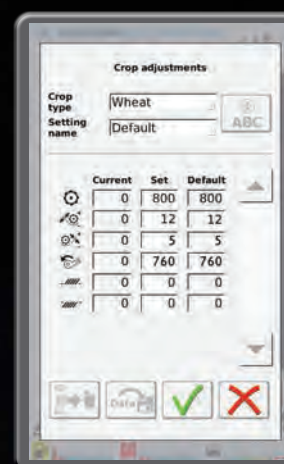 Crop adjustments
Crop type Wheat
Setting name Default
ABC
Current Set Default
0 800 800
0 12 12
0 5 5
0 760 760
0 0 0
0 0 0
Data